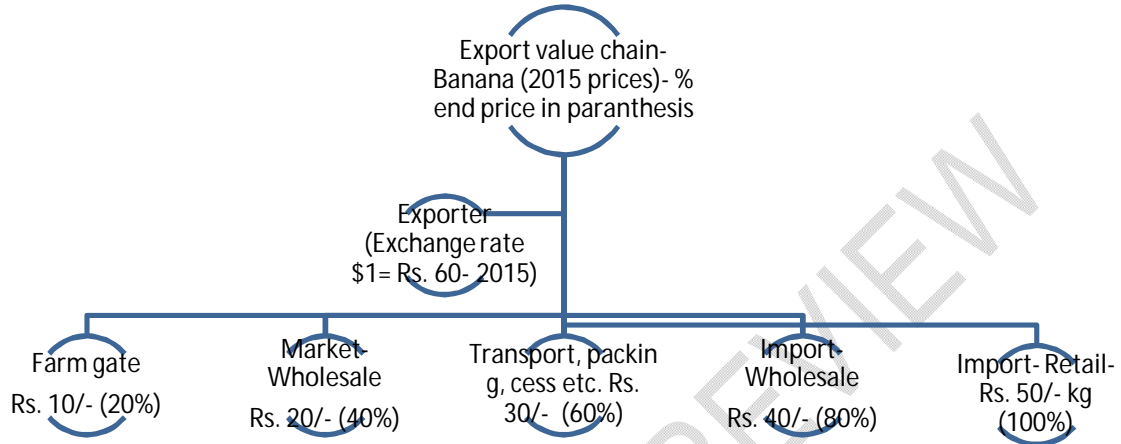 Export value chain-
Banana (2015 prices)- %
end price in paranthesis
Exporter
(Exchange rate
$1= Rs. 60- 2015)
Farm gate
Rs. 10/- (20%)
Market-
Wholesale
Rs. 20/- (40%)
Transport, packin
g, cess etc. Rs.
30/- (60%)
Import-
Wholesale
Rs. 40/- (80%)
Import- Retail-
Rs. 50/- kg
(100%)
REVIEW